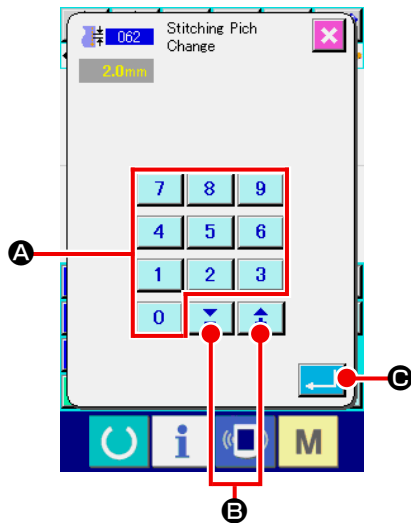 062 Stitching Pich
Change
2.0mm
7 8 9
4 5 6
A
1 2 3
0
C
i M
B